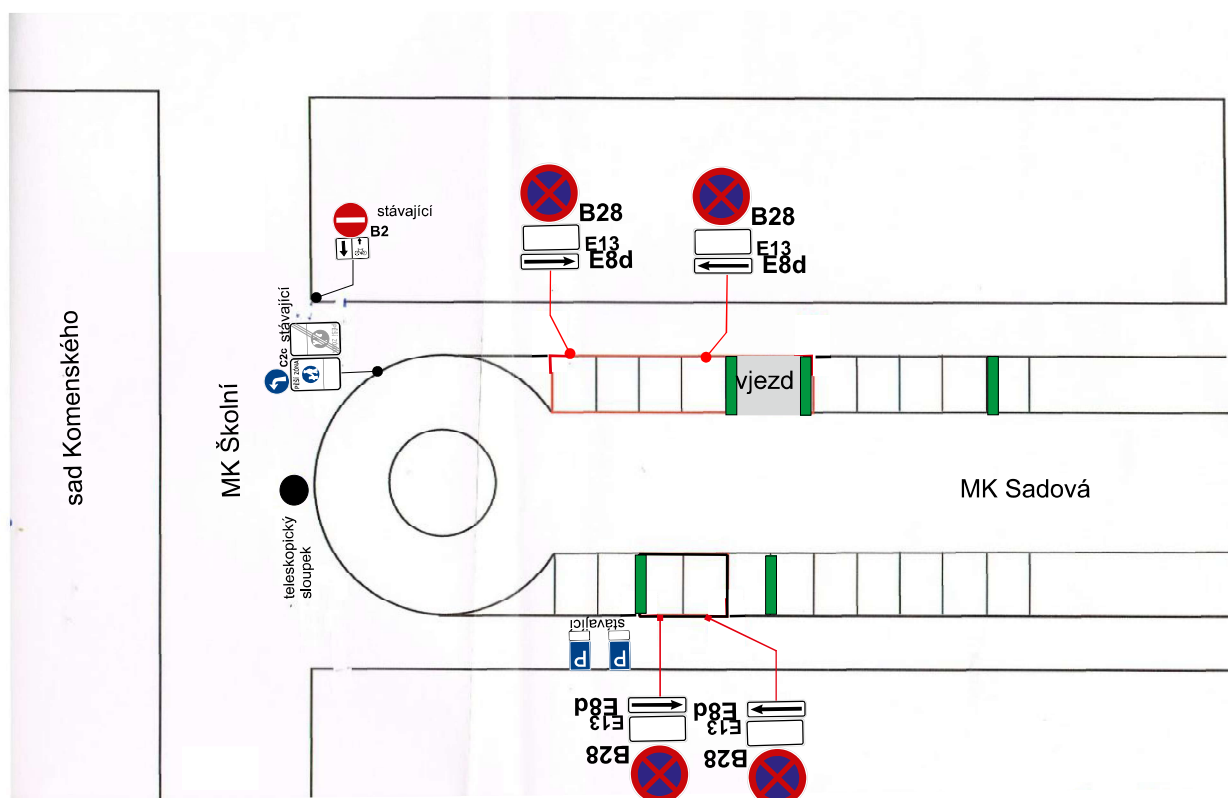 stávající
B2
B28
E13
E8d
B28
E13
E8d
stávající
C2c
PĚŠÍ ZÓNA
vjezd
sad Komenského
MK Školní
MK Sadová
teleskopický
sloupek
stávající
P
P
E8d
E13
B28
E8d
E13
B28